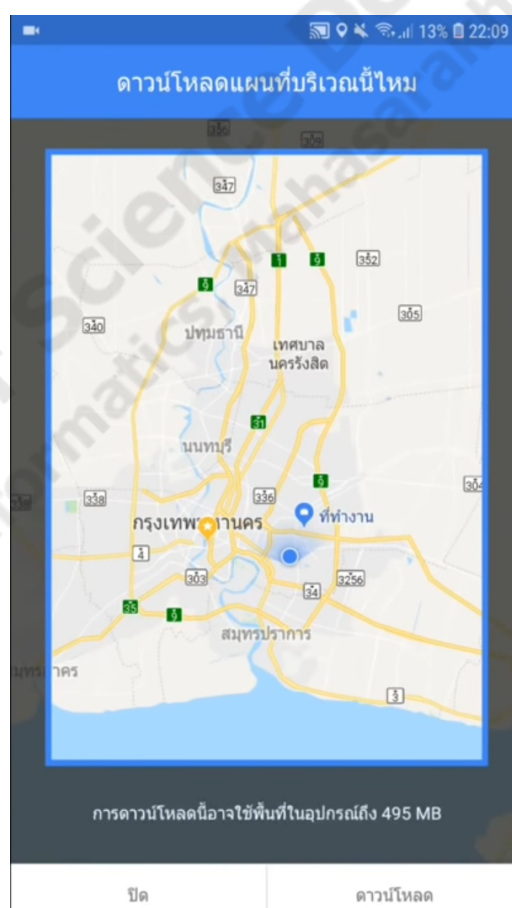 13% 22:09
ดาวน์โหลดแผนที่บริเวณนี้ไหม
356
309
347
1
9
352
9
347
305
340
ปทุมธานี
เทศบาล
นครรังสิต
31
นนทบุรี
9
304
338
336
กรุงเทพ านคร
ที่ทำงาน
4
303
34
3256
35
9
สมุทรปราการ
3
การดาวน์โหลดนี้อาจใช้พื้นที่ในอุปกรณ์ถึง 495 MB
ปิด
ดาวน์โหลด